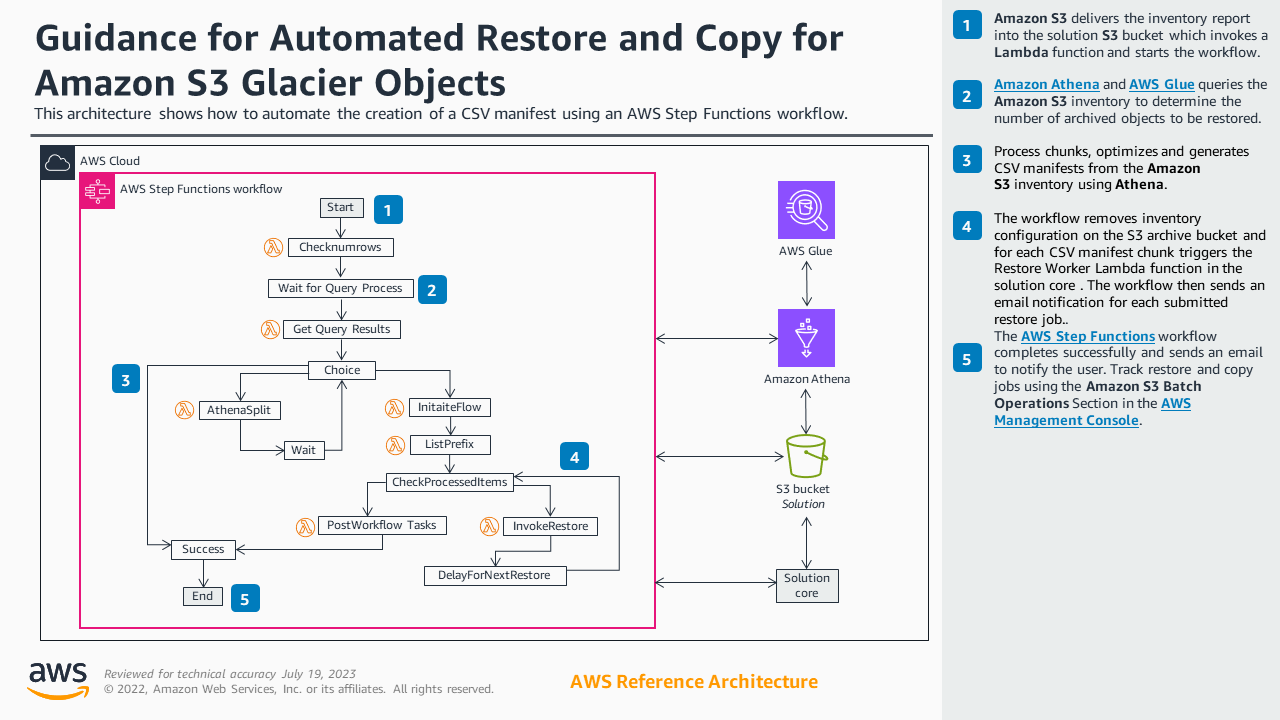 Guidance for Automated Restore and Copy for
Amazon S3 Glacier Objects
This architecture shows how to automate the creation of a CSV manifest using an AWS Step Functions workflow.
AWS Cloud
AWS Step Functions workflow
Start
1
Checknumrows
Wait for Query Process
2
Get Query Results
3
Choice
AthenaSplit
InitaiteFlow
Wait
ListPrefix
4
CheckProcessedItems
PostWorkflow Tasks
InvokeRestore
Success
DelayForNextRestore
End
5
AWS Glue
Amazon Athena
S3 bucket
Solution
Solution
core
1
Amazon S3 delivers the inventory report
into the solution S3 bucket which invokes a
Lambda function and starts the workflow.
2
Amazon Athena and AWS Glue queries the
Amazon S3 inventory to determine the
number of archived objects to be restored.
3
Process chunks, optimizes and generates
CSV manifests from the Amazon
S3 inventory using Athena.
4
The workflow removes inventory
configuration on the S3 archive bucket and
for each CSV manifest chunk triggers the
Restore Worker Lambda function in the
solution core . The workflow then sends an
email notification for each submitted
restore job..
5
The AWS Step Functions workflow
completes successfully and sends an email
to notify the user. Track restore and copy
jobs using the Amazon S3 Batch
Operations Section in the AWS
Management Console.
aws
Reviewed for technical accuracy July 19, 2023
© 2022, Amazon Web Services, Inc. or its affiliates. All rights reserved.
AWS Reference Architecture